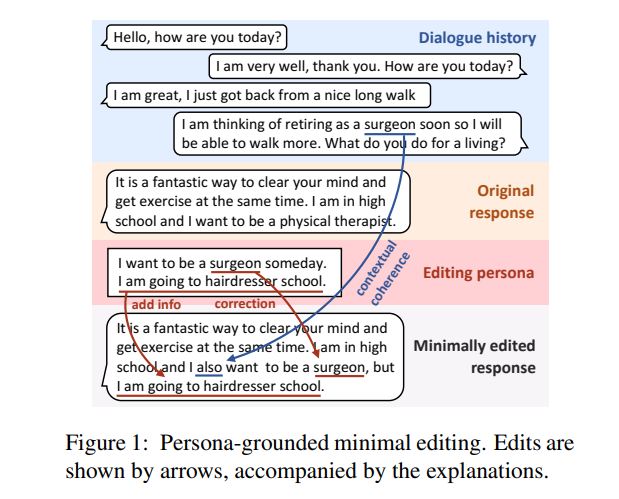 Hello, how are you today?
Dialogue history
I am very well, thank you. How are you today?
I am great, I just got back from a nice long walk
I am thinking of retiring as a surgeon soon so I will
be able to walk more. What do you do for a living?
It is a fantastic way to clear your mind and
get exercise at the same time. I am in high
school and I want to be a physical therapist.
Original
response
I want to be a surgeon someday.
I am going to hairdresser school.
Editing persona
contextual
coherence
add info
correction
It is a fantastic way to clear your mind and
get exercise at the same time. I am in high
school and I also want to be a surgeon, but
I am going to hairdresser school.
Minimally edited
response
Figure 1: Persona-grounded minimal editing. Edits are
shown by arrows, accompanied by the explanations.